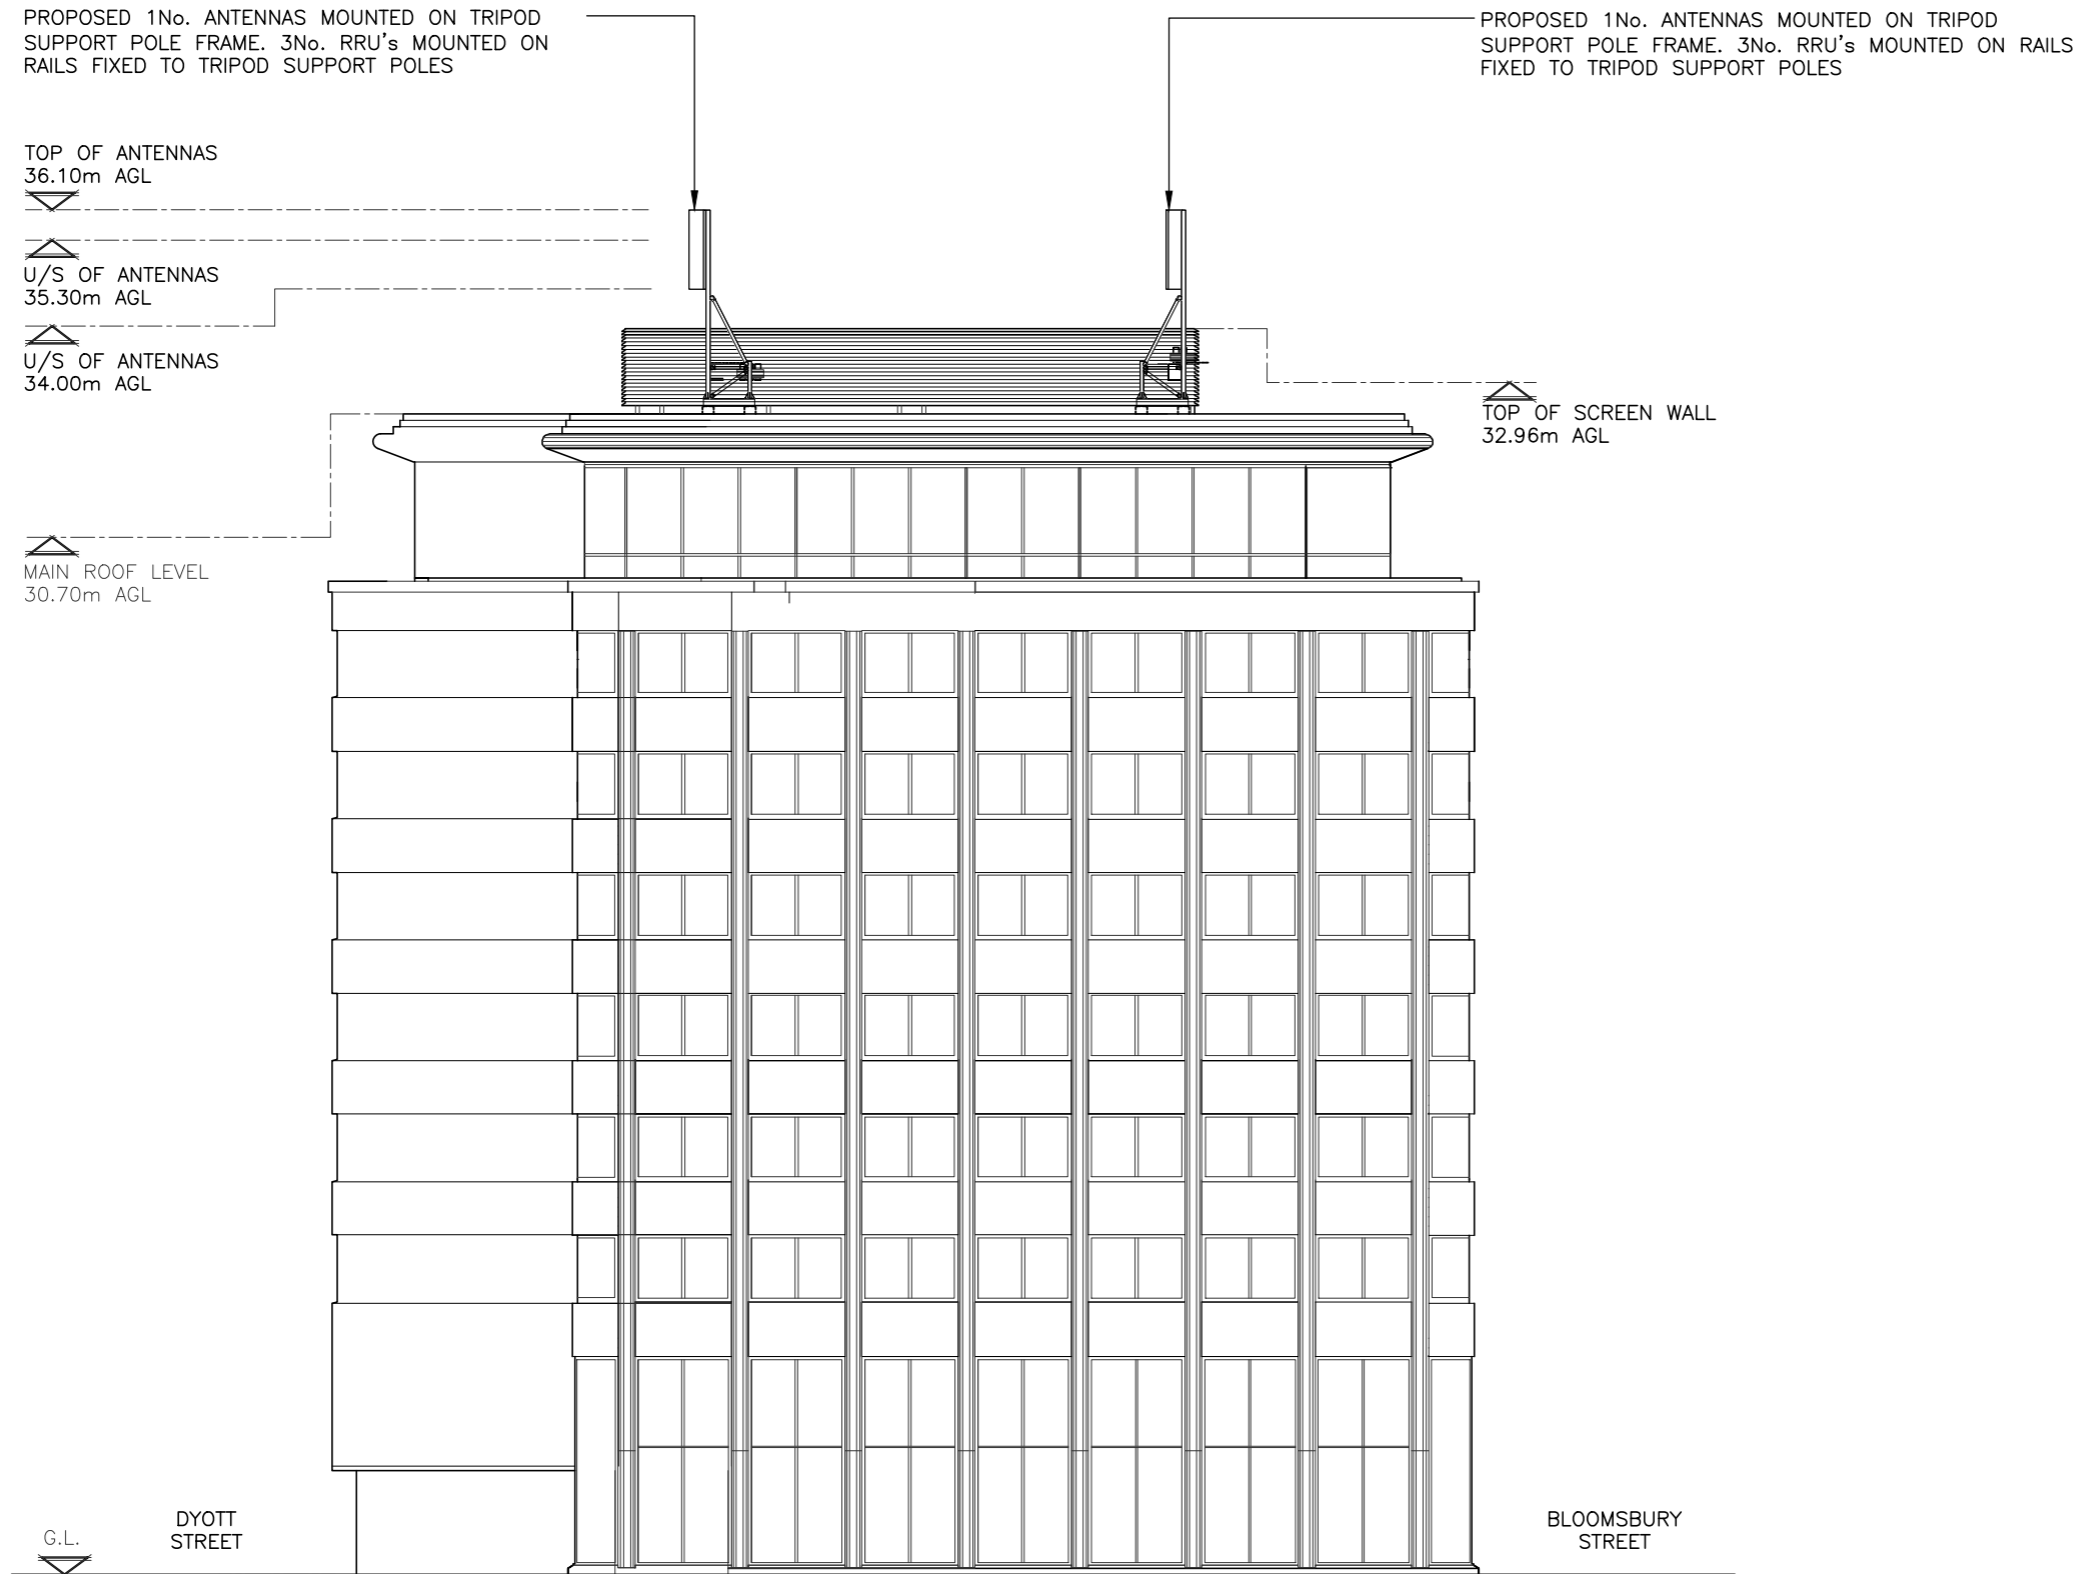 PROPOSED 1No. ANTENNAS MOUNTED ON TRIPOD
SUPPORT POLE FRAME. 3No. RRU's MOUNTED ON
RAILS FIXED TO TRIPOD SUPPORT POLES
PROPOSED 1No. ANTENNAS MOUNTED ON TRIPOD
SUPPORT POLE FRAME. 3No. RRU's MOUNTED ON RAILS
FIXED TO TRIPOD SUPPORT POLES
TOP OF ANTENNAS
36.10m AGL
U/S OF ANTENNAS
35.30m AGL
U/S OF ANTENNAS
34.00m AGL
TOP OF SCREEN WALL
32.96m AGL
MAIN ROOF LEVEL
30.70m AGL
DYOTT
STREET
G.L.
BLOOMSBURY
STREET